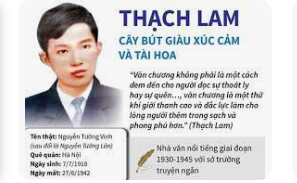 THẠCH LAM
CÂY BÚT GIÀU XÚC CẢM
VÀ TÀI HOA
"Văn chương không phải là một cách
đem đến cho người đọc sự thoát ly
hay sự quên..., văn chương là một thứ
khí giới thanh cao và đắc lực làm cho
lòng người thêm trong sạch và
phong phú hơn." (Thạch Lam)
Tên thật: Nguyễn Tường Vinh
(sau đổi là Nguyễn Tường Lân)
Quê quán: Hà Nội
Ngày sinh: 7/7/1910
Ngày mất: 27/6/1942
Nhà văn nổi tiếng giai đoạn
1930-1945 với sở trường
truyện ngắn